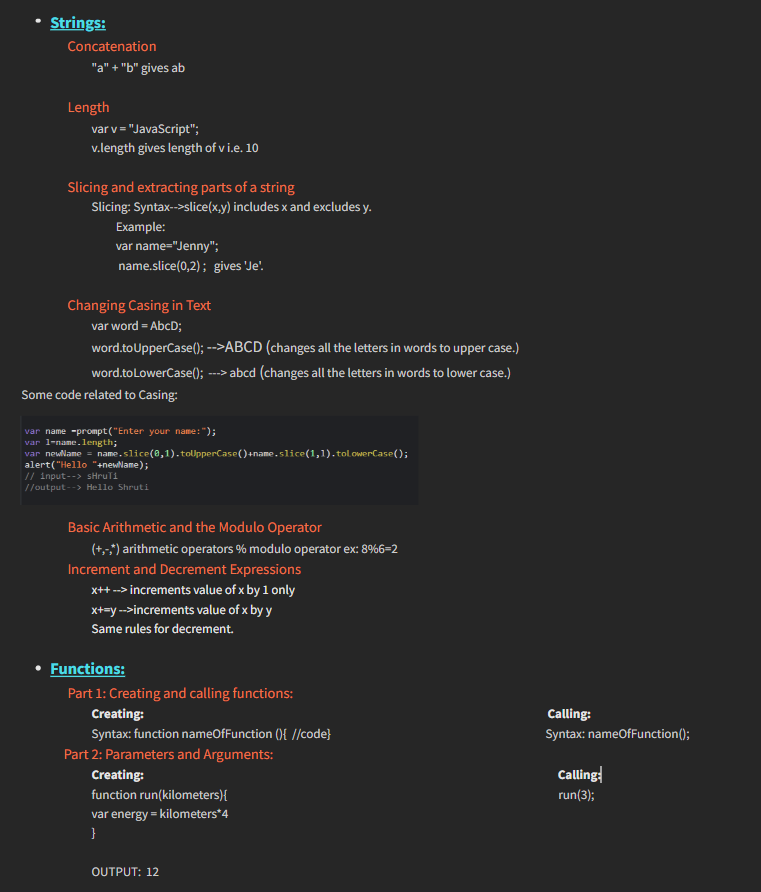 • Strings:
Concatenation
"a" + "b" gives ab
Length
var v = "JavaScript";
v.length gives length of v i.e. 10
Slicing and extracting parts of a string
Slicing: Syntax-->slice(x,y) includes x and excludes y.
Example:
var name="Jenny";
name.slice(0,2) ; gives 'Je'.
Changing Casing in Text
var word = AbcD;
word.toUpperCase(); -->ABCD (changes all the letters in words to upper case.)
word.toLowerCase(); ---> abcd (changes all the letters in words to lower case.)
Some code related to Casing:
var name =prompt("Enter your name:");
var l=name.length;
var newName = name.slice(0,1).toUpperCase()+name.slice(1,l).toLowerCase();
alert("Hello "+newName);
// input--> sHruTi
//output--> Hello Shruti
Basic Arithmetic and the Modulo Operator
(+,-,*) arithmetic operators % modulo operator ex: 8%6=2
Increment and Decrement Expressions
x++ --> increments value of x by 1 only
x+=y -->increments value of x by y
Same rules for decrement.
• Functions:
Part 1: Creating and calling functions:
Creating: Calling:
Syntax: function nameOfFunction (){ //code} Syntax: nameOfFunction();
Part 2: Parameters and Arguments:
Creating: Calling:
function run(kilometers){ run(3);
var energy = kilometers*4
}
OUTPUT: 12